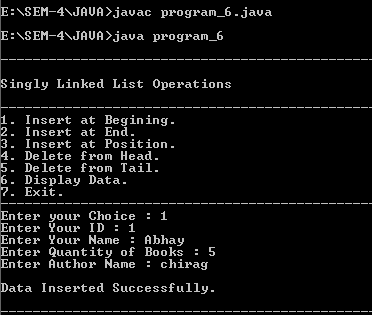 E:\SEM-4\JAVA>javac program_6.java
E:\SEM-4\JAVA>java program_6
Singly Linked List Operations
1. Insert at Begining.
2. Insert at End.
3. Insert at Position.
4. Delete from Head.
5. Delete from Tail.
6. Display Data.
7. Exit.
Enter your Choice : 1
Enter Your ID : 1
Enter Your Name : Abhay
Enter Quantity of Books : 5
Enter Author Name : chirag
Data Inserted Successfully.